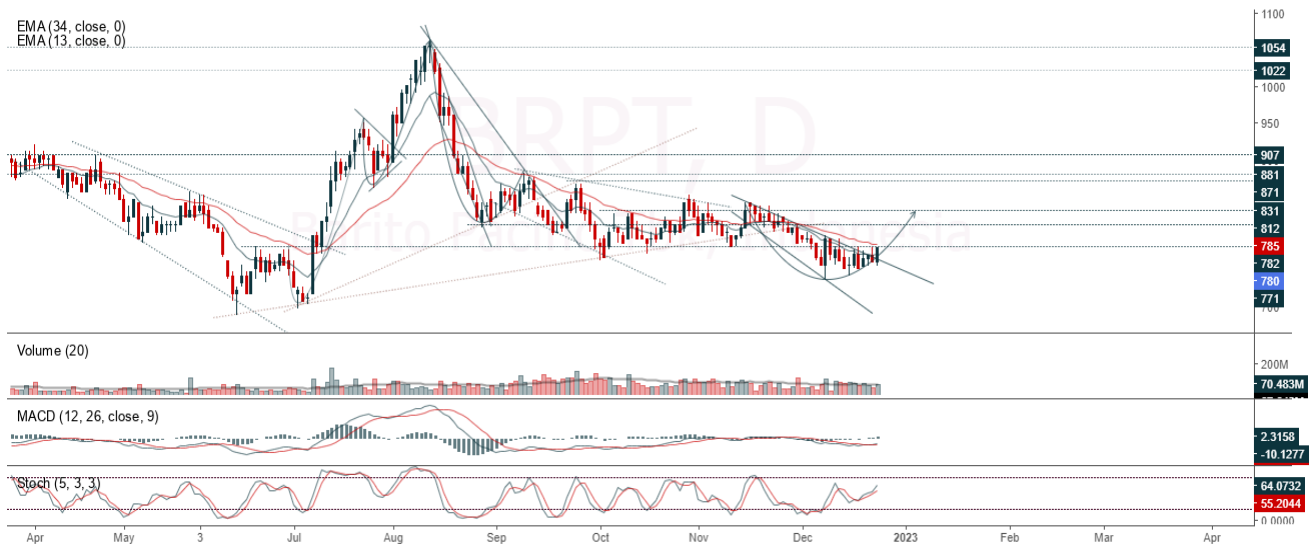 EMA (34, close, 0)
EMA (13, close, 0)
BRPT, D
1100
1054
1022
1000
950
907
881
871
831
812
785
782
780
771
Volume (20)
200M
70.483M
MACD (12, 26, close, 9)
2.3158
-10.1277
Stoch (5, 3, 3)
64.0732
55.2044
0.0000
Apr May 3 Jul Aug Sep Oct Nov Dec 2023 Feb Mar Apr